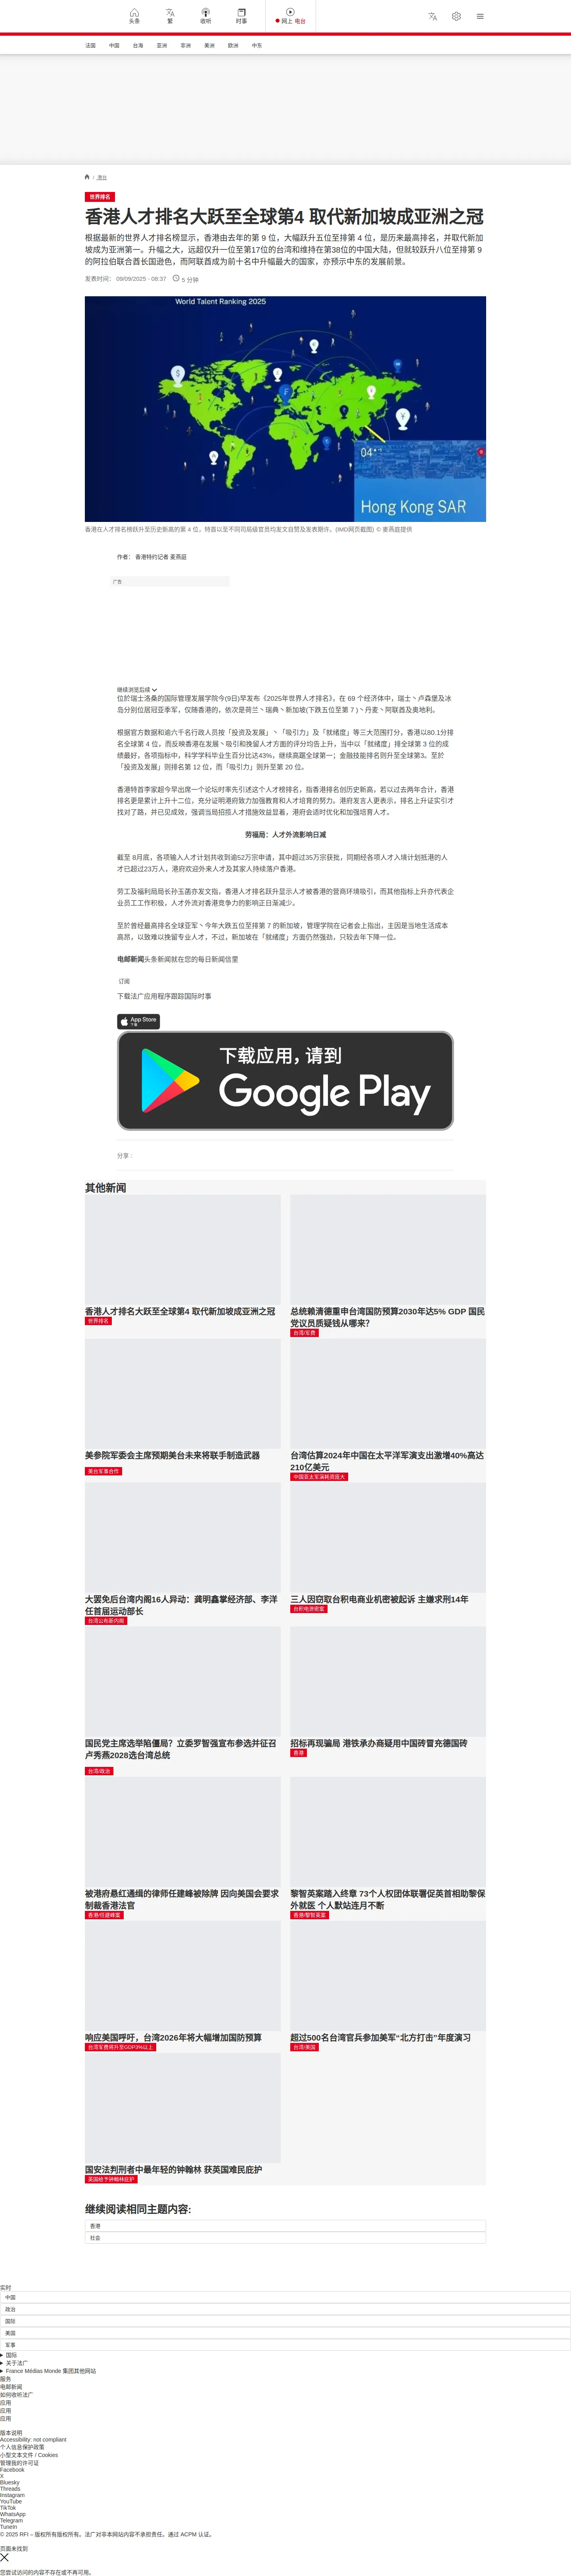 头条
繁
收听
时事
网上 电台
法国
中国
台海
亚洲
非洲
美洲
欧洲
中东
/ 港台
世界排名
香港人才排名大跃至全球第4 取代新加坡成亚洲之冠
根据最新的世界人才排名榜显示，香港由去年的第 9 位，大幅跃升五位至排第 4 位，是历来最高排名，并取代新加
坡成为亚洲第一。升幅之大，远超仅升一位至第17位的台湾和维持在第38位的中国大陆，但就较跃升八位至排第 9
的阿拉伯联合酋长国逊色，而阿联酋成为前十名中升幅最大的国家，亦预示中东的发展前景。
发表时间： 09/09/2025 - 08:37
5 分钟
World Talent Ranking 2025
04
Hong Kong SAR
香港在人才排名榜跃升至历史新高的第 4 位，特首以至不同司局级官员均发文自赞及发表期许。(IMD网页截图) © 麦燕庭提供
作者： 香港特约记者 麦燕庭
广告
继续浏览后续
位於瑞士洛桑的国际管理发展学院今(9日)早发布《2025年世界人才排名》，在 69 个经济体中，瑞士丶卢森堡及冰
岛分别位居冠亚季军，仅随香港的，依次是荷兰丶瑞典丶新加坡(下跌五位至第 7 )丶丹麦丶阿联酋及奥地利。
根据官方数据和逾六千名行政人员按「投资及发展」丶「吸引力」及「就绪度」等三大范围打分，香港以80.1分排
名全球第 4 位，而反映香港在发展丶吸引和挽留人才方面的评分均告上升，当中以「就绪度」排全球第 3 位的成
绩最好，各项指标中，科学学科毕业生百分比达43%，继续高踞全球第一；金融技能排名则升至全球第3。至於
「投资及发展」则排名第 12 位，而「吸引力」则升至第 20 位。
香港特首李家超今早出席一个论坛时率先引述这个人才榜排名，指香港排名创历史新高，若以过去两年合计，香港
排名更是累计上升十二位，充分证明港府致力加强教育和人才培育的努力。港府发言人更表示，排名上升证实引才
找对了路，并已见成效，强调当局招揽人才措施效益显着，港府会适时优化和加强培育人才。
劳福局：人才外流影响日减
截至 8月底，各项输入人才计划共收到逾52万宗申请，其中超过35万宗获批，同期经各项人才入境计划抵港的人
才已超过23万人，港府欢迎外来人才及其家人持续落户香港。
劳工及福利局局长孙玉菡亦发文指，香港人才排名跃升显示人才被香港的营商环境吸引，而其他指标上升亦代表企
业员工工作积极，人才外流对香港竞争力的影响正日渐减少。
至於曾经最高排名全球亚军丶今年大跌五位至排第 7 的新加坡，管理学院在记者会上指出，主因是当地生活成本
高昂，以致难以挽留专业人才，不过，新加坡在「就绪度」方面仍然强劲，只较去年下降一位。
电邮新闻头条新闻就在您的每日新闻信里
订阅
下载法广应用程序跟踪国际时事
App Store
下载
下载应用，请到
Google Play
分享 :
其他新闻
香港人才排名大跃至全球第4 取代新加坡成亚洲之冠
世界排名
总统赖清德重申台湾国防预算2030年达5% GDP 国民
党议员质疑钱从哪来?
台湾/军费
美参院军委会主席预期美台未来将联手制造武器
美台军事合作
台湾估算2024年中国在太平洋军演支出激增40%高达
210亿美元
中国亚太军演耗资庞大
大罢免后台湾内阁16人异动：龚明鑫掌经济部、李洋
任首届运动部长
台湾公布新内阁
三人因窃取台积电商业机密被起诉 主嫌求刑14年
台积电泄密案
国民党主席选举陷僵局？立委罗智强宣布参选并征召
卢秀燕2028选台湾总统
台湾/政治
招标再现骗局 港铁承办商疑用中国砖冒充德国砖
香港
被港府悬红通缉的律师任建峰被除牌 因向美国会要求
制裁香港法官
香港/任建峰案
黎智英案踏入终章 73个人权团体联署促英首相助黎保
外就医 个人默站连月不断
香港/黎智英案
响应美国呼吁，台湾2026年将大幅增加国防预算
台湾军费将升至GDP3%以上
超过500名台湾官兵参加美军“北方打击”年度演习
台湾/美国
国安法判刑者中最年轻的钟翰林 获英国难民庇护
英国给予钟翰林庇护
继续阅读相同主题内容:
香港
社会
实时
中国
政治
国际
美国
军事
国际
关于法广
France Médias Monde 集团其他网站
服务
电邮新闻
如何收听法广
应用
应用
应用
版本说明
Accessibility: not compliant
个人信息保护政策
小型文本文件 / Cookies
管理我的许可证
Facebook
X
Bluesky
Threads
Instagram
YouTube
TikTok
WhatsApp
Telegram
TuneIn
© 2025 RFI – 版权所有版权所有。法广对非本网站内容不承担责任。通过 ACPM 认证。
页面未找到
您尝试访问的内容不存在或不再可用。